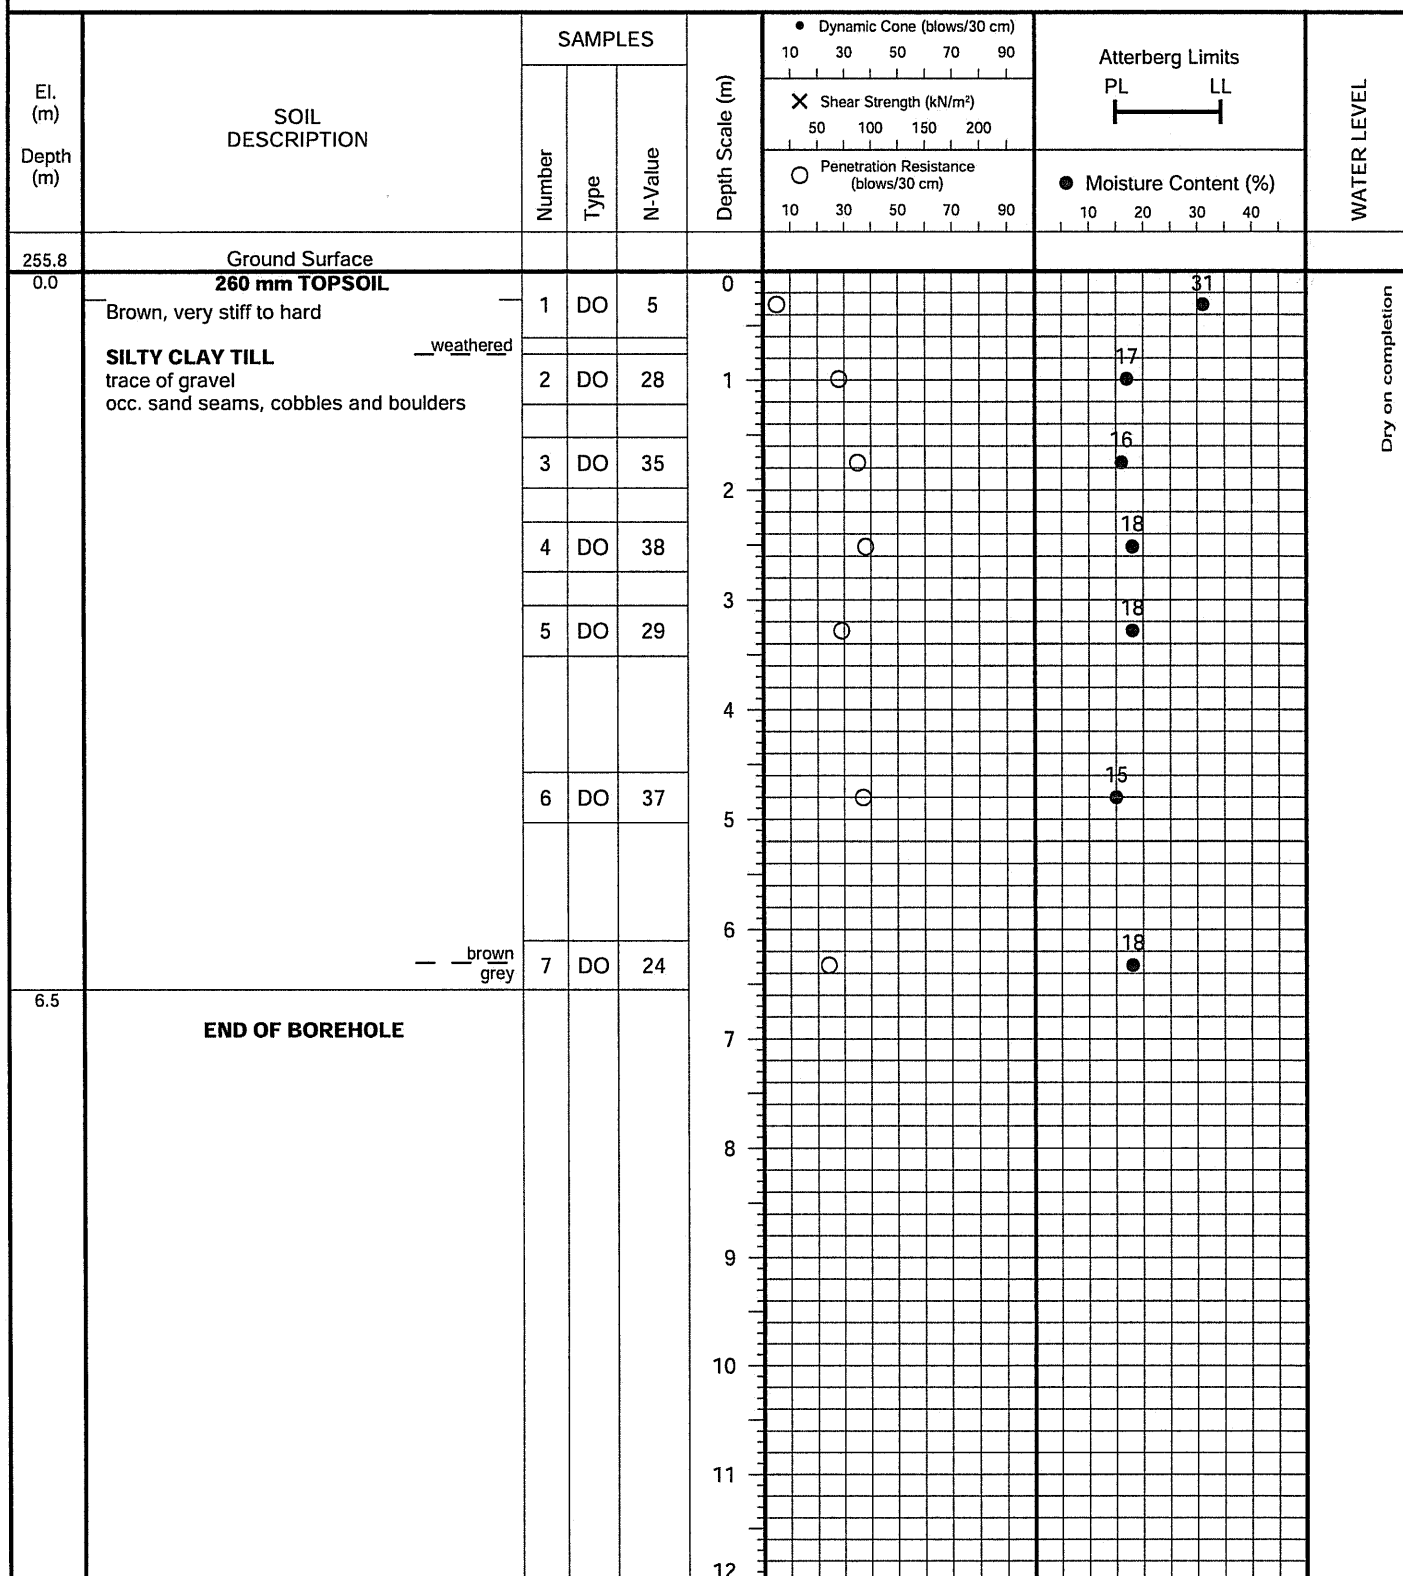 El.
(m)
Depth
(m)
SOIL
DESCRIPTION
SAMPLES
Number
Type
N-Value
Depth Scale (m)
Dynamic Cone (blows/30 cm)
10 30 50 70 90
Shear Strength (kN/m²)
50 100 150 200
Penetration Resistance
(blows/30 cm)
10 30 50 70 90
Atterberg Limits
PL LL
Moisture Content (%)
10 20 30 40
WATER LEVEL
255.8 Ground Surface
0.0 260 mm TOPSOIL 0 31
Brown, very stiff to hard 1 DO 5
weathered
SILTY CLAY TILL 17
trace of gravel 2 DO 28 1
occ. sand seams, cobbles and boulders
Dry on completion
16
3 DO 35
2
18
4 DO 38
3 18
5 DO 29
4
15
6 DO 37
5
6 18
brown
grey 7 DO 24
6.5
END OF BOREHOLE
7
8
9
10
11
12